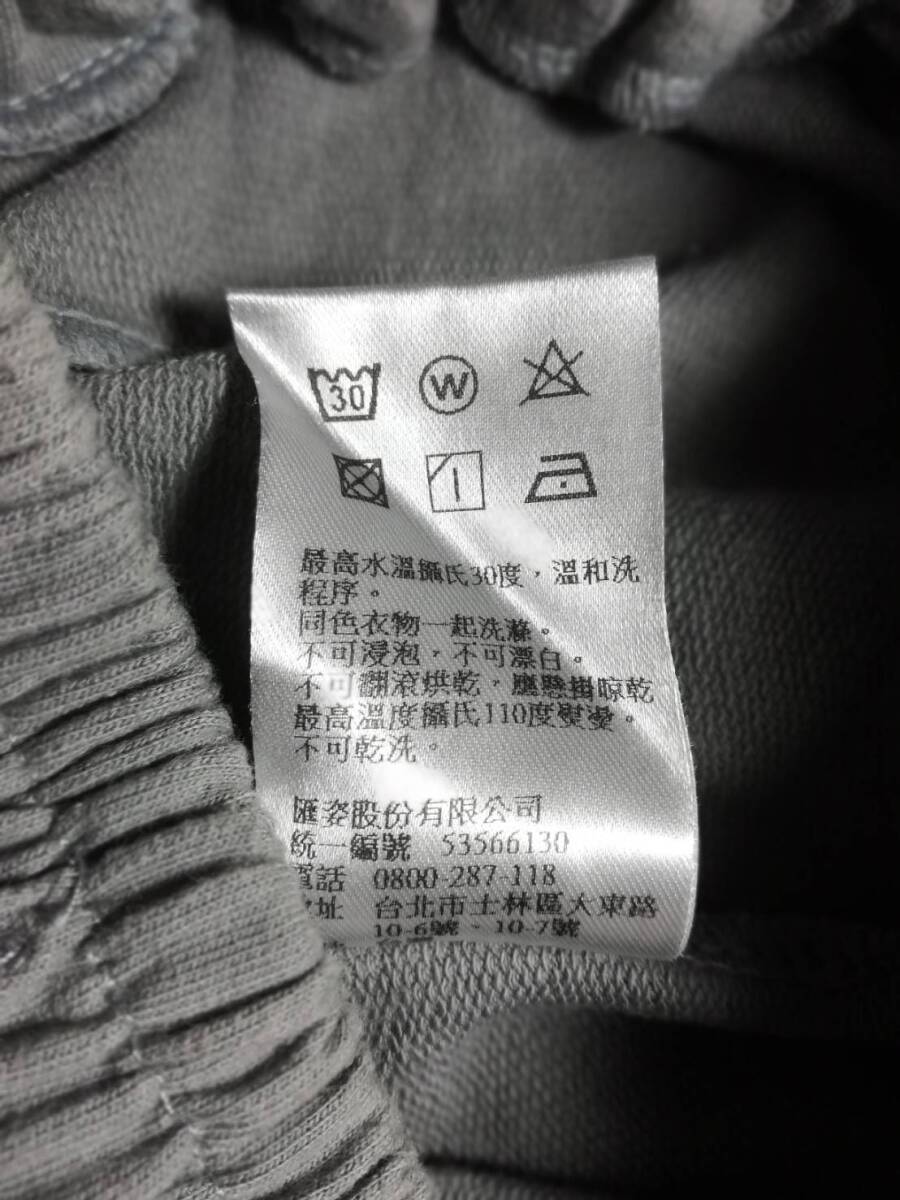 30
W
最高水溫攝氏30度，溫和洗
程序。
同色衣物一起洗滌。
不可浸泡，不可漂白。
不可翻滾烘乾，應懸掛晾乾
最高溫度攝氏110度熨燙。
不可乾洗。
匯姿股份有限公司
統一編號 53566130
電話 0800-287-118
地址 台北市士林區大東路
10-6號、10-7號